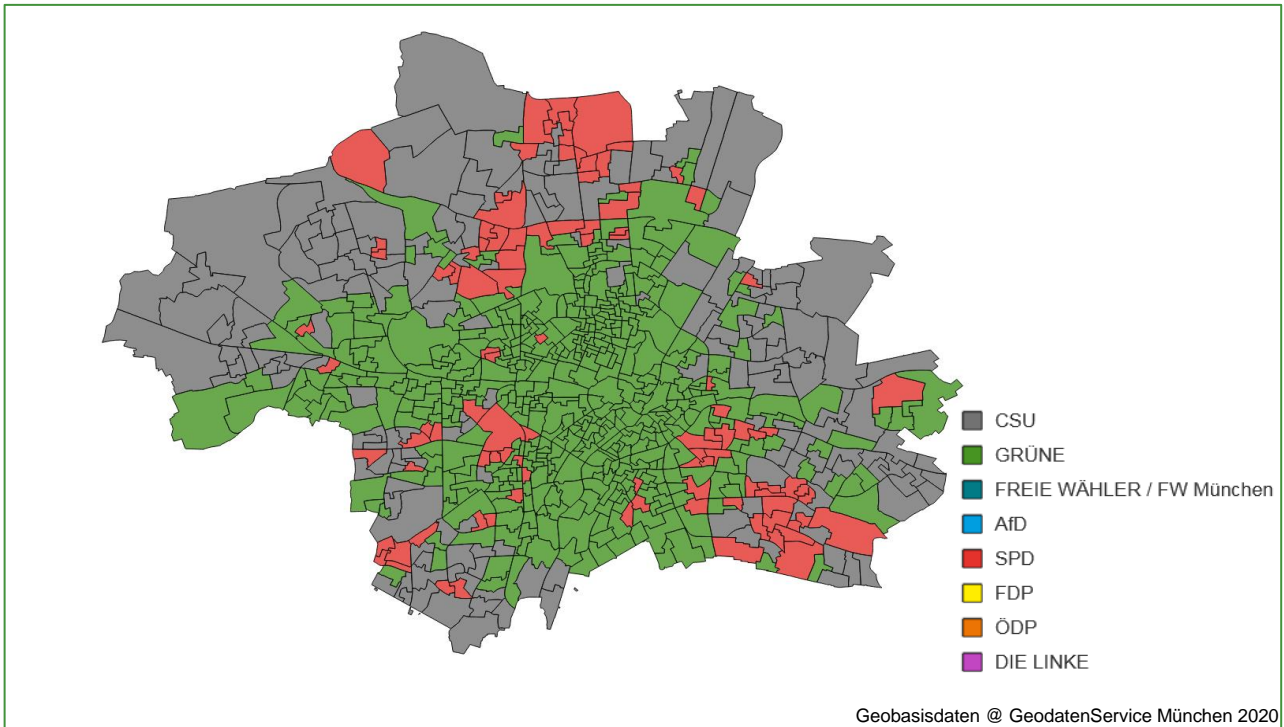 CSU
GRÜNE
FREIE WÄHLER / FW München
AfD
SPD
FDP
ÖDP
DIE LINKE
Geobasisdaten @ GeodatenService München 2020